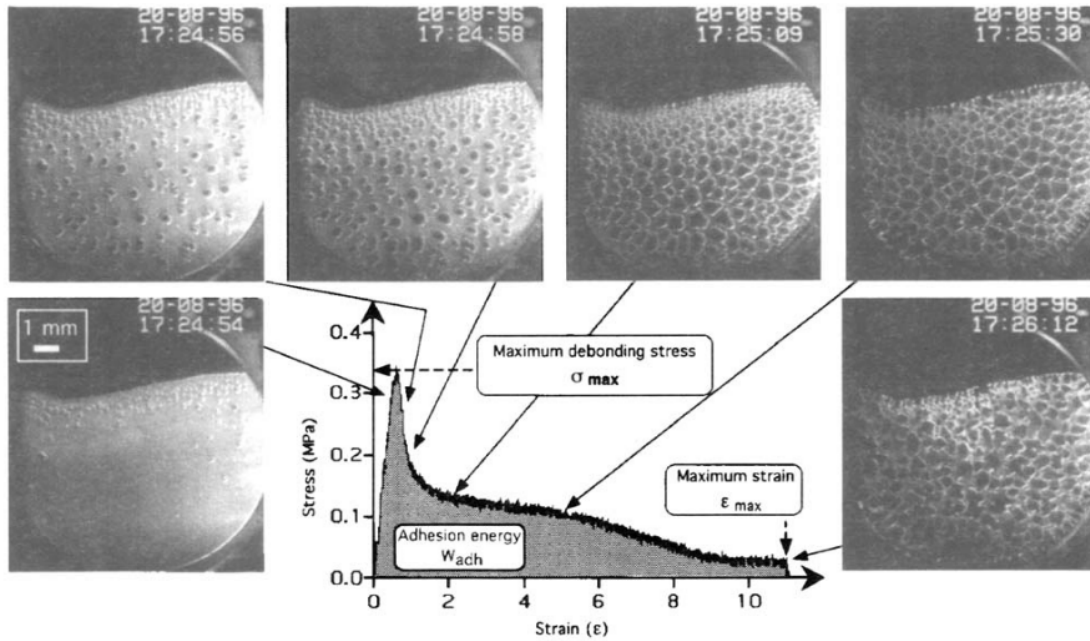 20-08-96
17:24:56
20-08-96
17:24:58
20-08-96
17:25:09
20-08-96
17:25:30
1 mm
20-08-96
17:24:54
20-08-96
17:26:12
0.4
0.3
0.2
0.1
0.0
Stress (MPa)
Maximum debonding stress
σ max
Maximum strain
ε max
Adhesion energy
Wadh
0
2
4
6
8
10
Strain (ε)